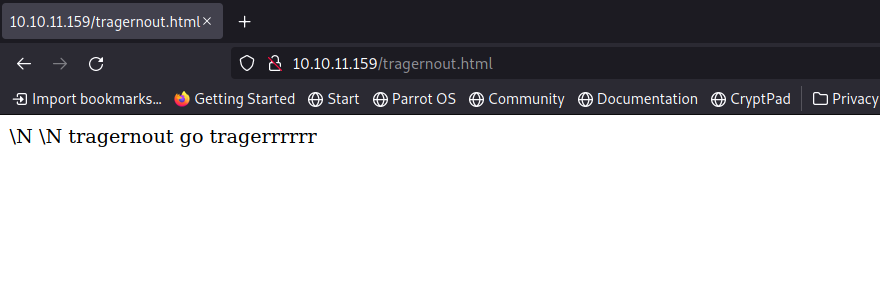 10.10.11.159/tragernout.html
10.10.11.159/tragernout.html
Import bookmarks... Getting Started Start Parrot OS Community Documentation CryptPad Privacy
\N \N tragernout go tragerrrrrr